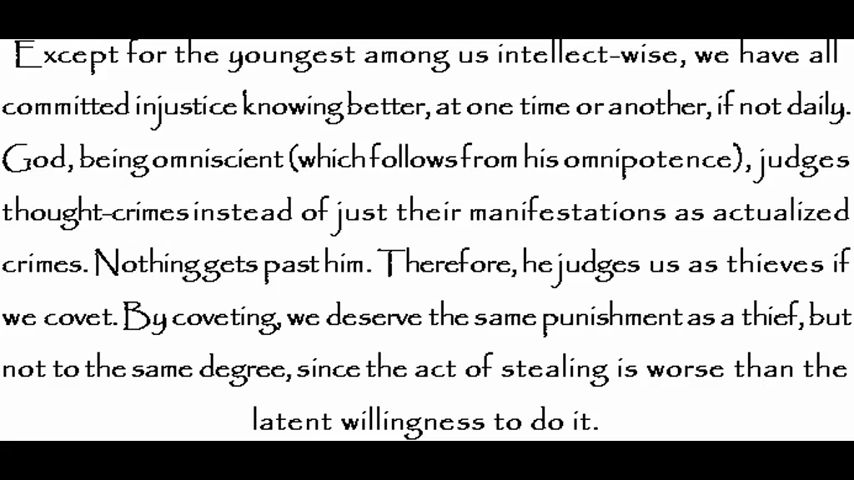 Except for the youngest among us intellect-wise, we have all
committed injustice knowing better, at one time or another, if not daily.
God, being omniscient (which follows from his omnipotence), judges
thought-crimes instead of just their manifestations as actualized
crimes. Nothing gets past him. Therefore, he judges us as thieves if
we covet. By coveting, we deserve the same punishment as a thief, but
not to the same degree, since the act of stealing is worse than the
latent willingness to do it.